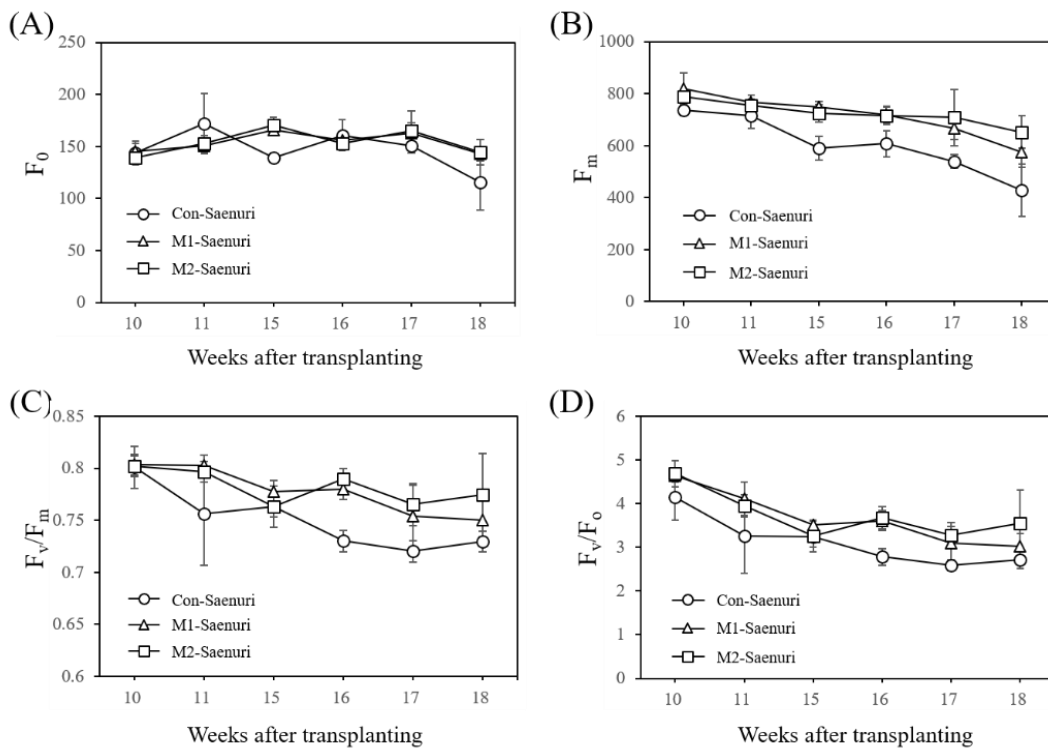 (A)
250
200
150
100
50
0
F0
Con-Saenuri
M1-Saenuri
M2-Saenuri
10 11 15 16 17 18
Weeks after transplanting
(B)
1000
800
600
400
200
0
Fm
Con-Saenuri
M1-Saenuri
M2-Saenuri
10 11 15 16 17 18
Weeks after transplanting
(C)
0.85
0.8
0.75
0.7
0.65
0.6
Fv/Fm
Con-Saenuri
M1-Saenuri
M2-Saenuri
10 11 15 16 17 18
Weeks after transplanting
(D)
6
5
4
3
2
1
0
Fv/Fo
Con-Saenuri
M1-Saenuri
M2-Saenuri
10 11 15 16 17 18
Weeks after transplanting